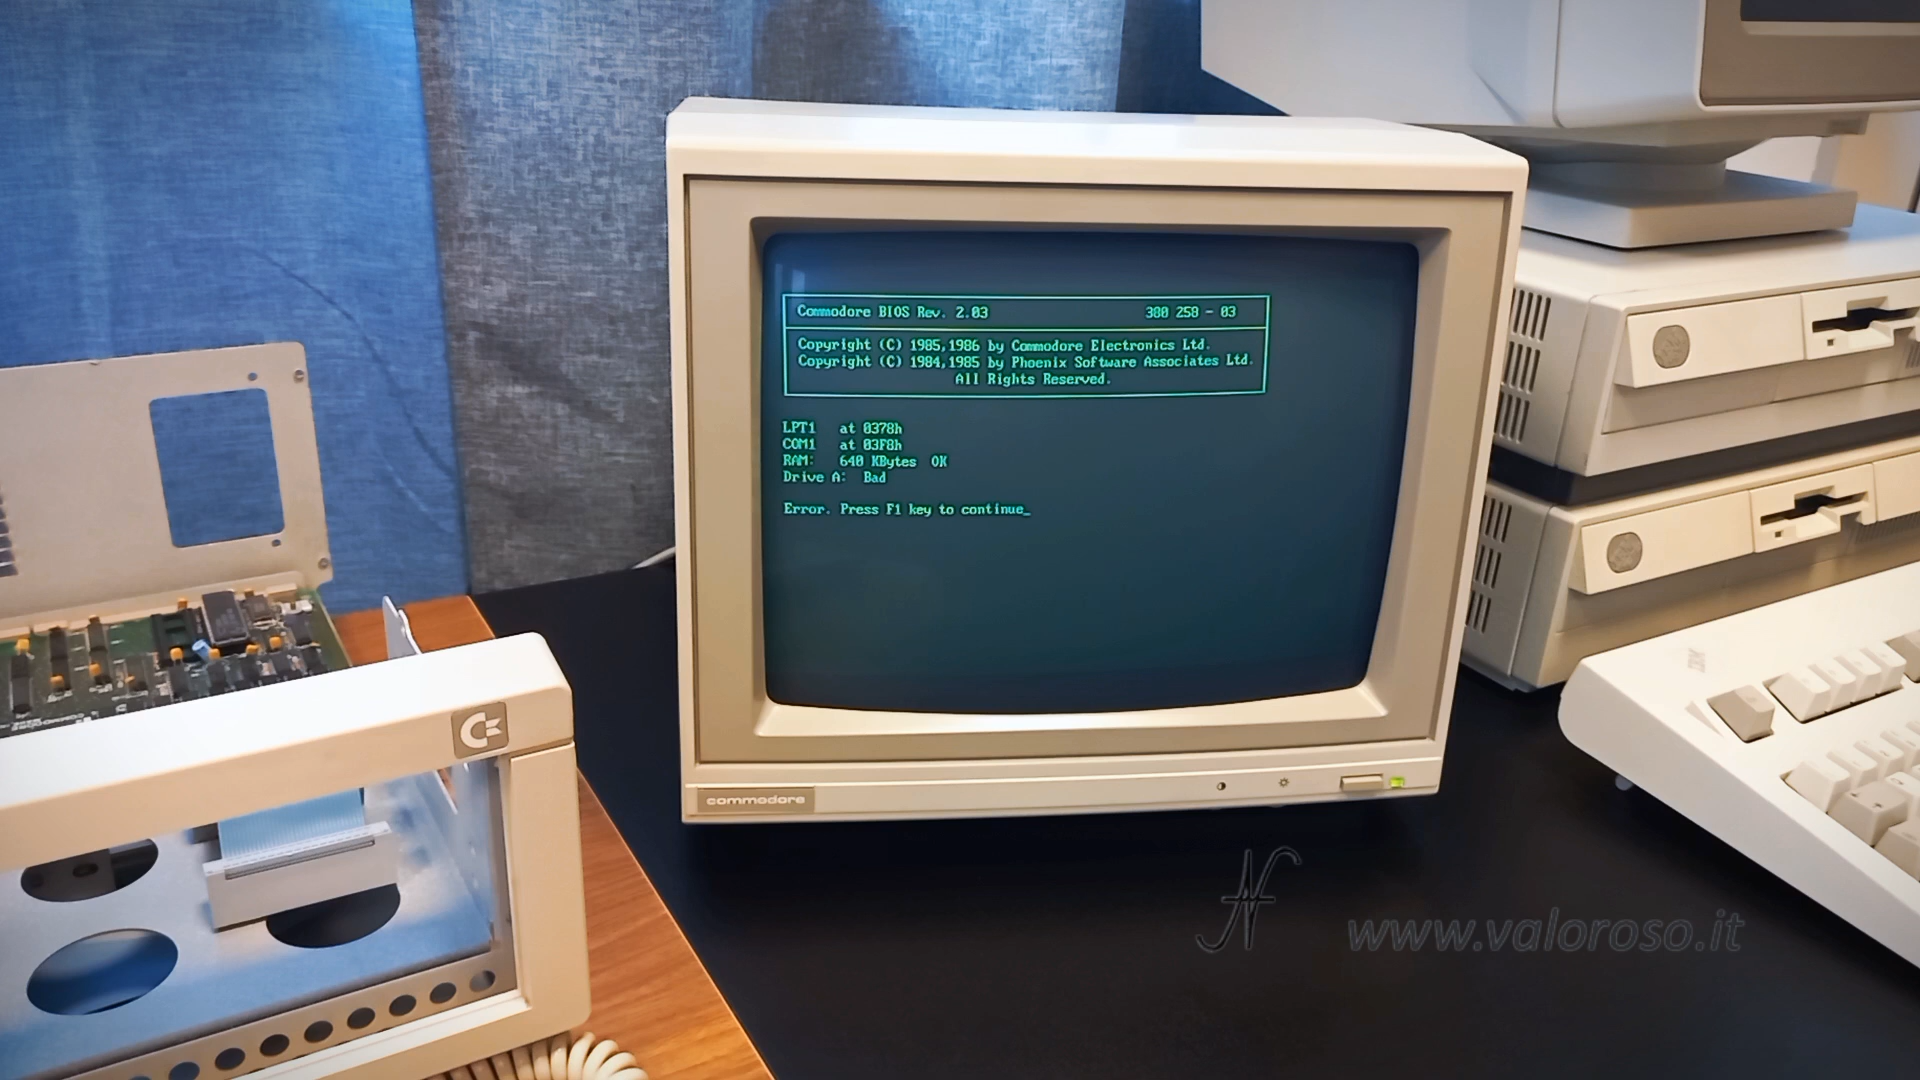 Commodore BIOS Rev. 2.03 380 258 - 03
Copyright (C) 1985,1986 by Commodore Electronics Ltd.
Copyright (C) 1984,1985 by Phoenix Software Associates Ltd.
All Rights Reserved.
LPT1 at 0378h
COM1 at 03F8h
RAM: 640 KBytes OK
Drive A: Bad
Error. Press F1 key to continue_
commodore
IBM
www.valoroso.it